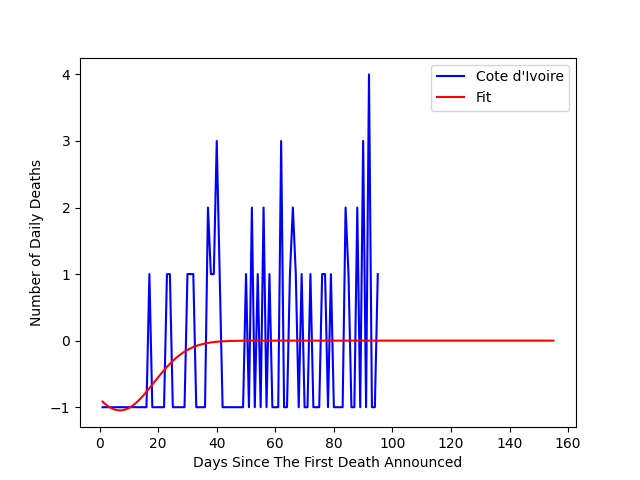 Cote d'Ivoire
Fit
Number of Daily Deaths
4
3
2
1
0
−1
0 20 40 60 80 100 120 140 160
Days Since The First Death Announced